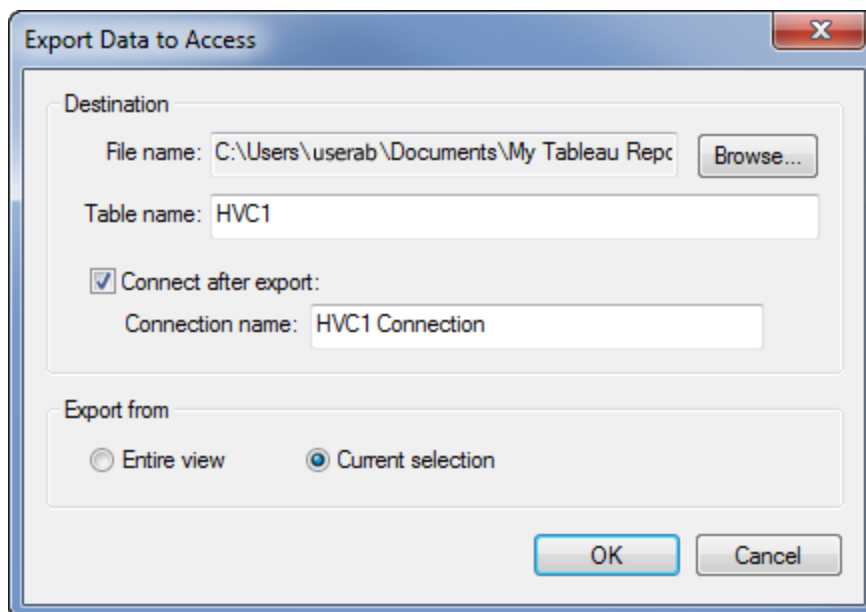 Export Data to Access
Destination
File name: C:\Users\userab\Documents\My Tableau Repo Browse...
Table name: HVC1
Connect after export:
Connection name: HVC1 Connection
Export from
Entire view Current selection
OK Cancel